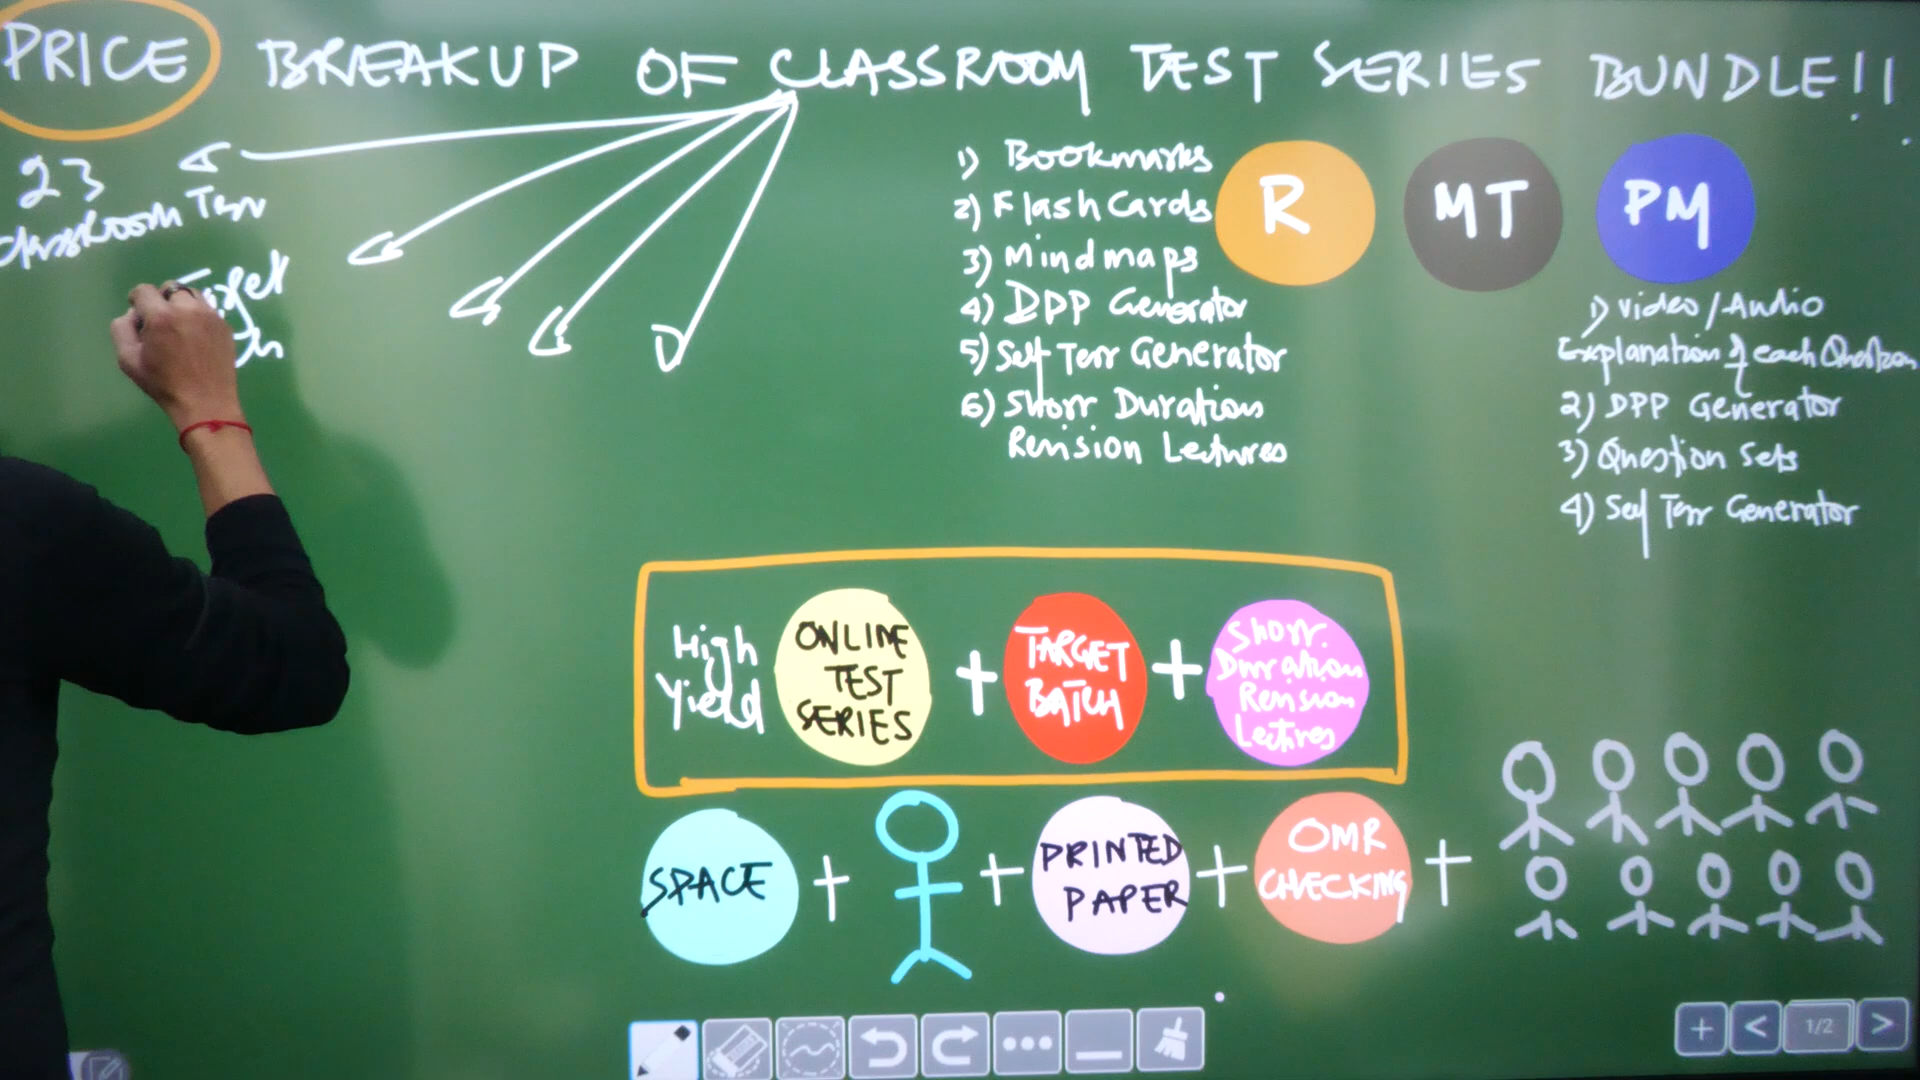 PRICE BREAKUP OF CLASSROOM TEST SERIES BUNDLE!!
23
Classroom Test
Target
1) Bookmarks
2) Flash Cards
3) Mindmaps
4) DPP Generator
5) Self Test Generator
6) Short Duration
Revision Lectures
R
MT
PM
1) Video/Audio
Explanation of each Question
2) DPP Generator
3) Question Sets
4) Self Test Generator
High
Yield
ONLINE
TEST
SERIES
+
TARGET
BATCH
+
Short
Duration
Revision
Lectures
SPACE
+
+
PRINTED
PAPER
+
OMR
CHECKING
+
1/2